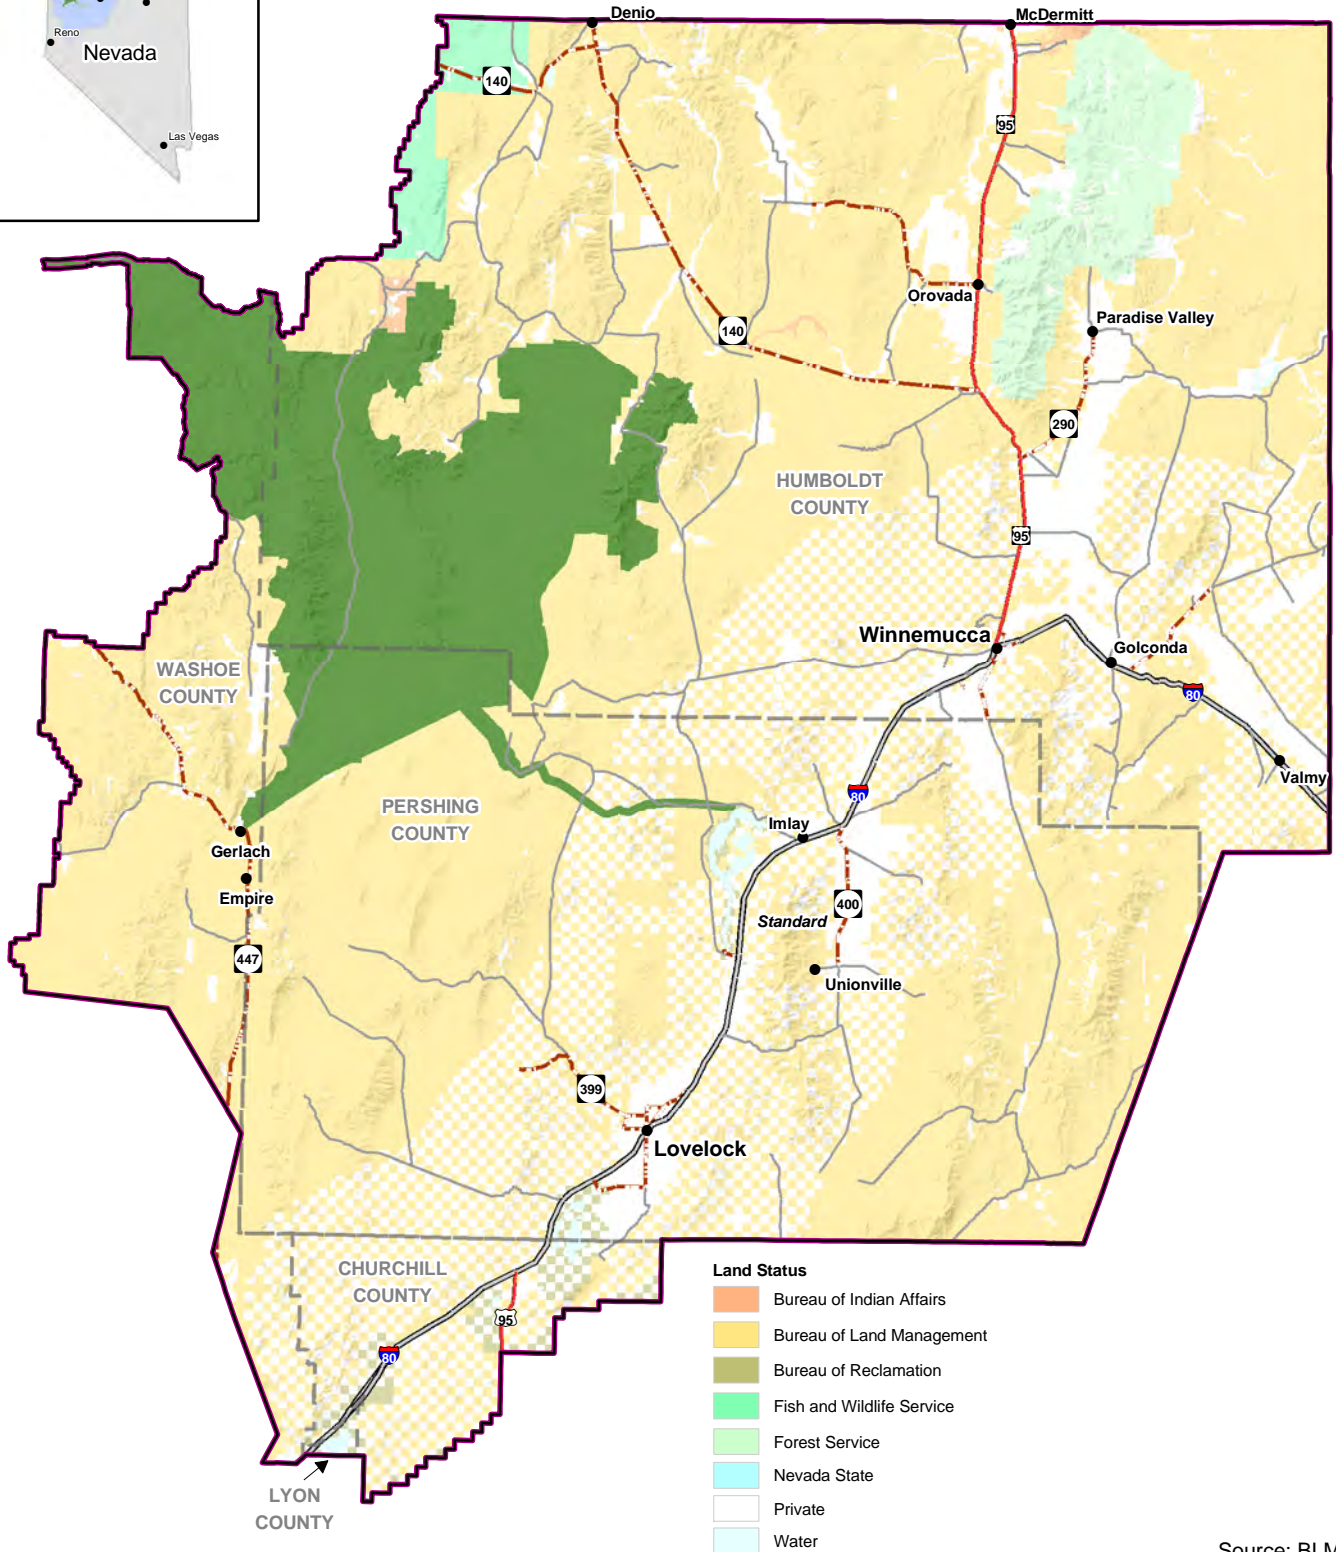 Reno
Nevada
Las Vegas
Denio
McDermitt
140
95
Orovada
Paradise Valley
140
290
HUMBOLDT
COUNTY
95
Winnemucca
Golconda
80
WASHOE
COUNTY
Valmy
80
PERSHING
COUNTY
Imlay
Gerlach
Empire
400
Standard
447
Unionville
399
Lovelock
CHURCHILL
COUNTY
95
80
LYON
COUNTY
Land Status
Bureau of Indian Affairs
Bureau of Land Management
Bureau of Reclamation
Fish and Wildlife Service
Forest Service
Nevada State
Private
Water
Source: BLM